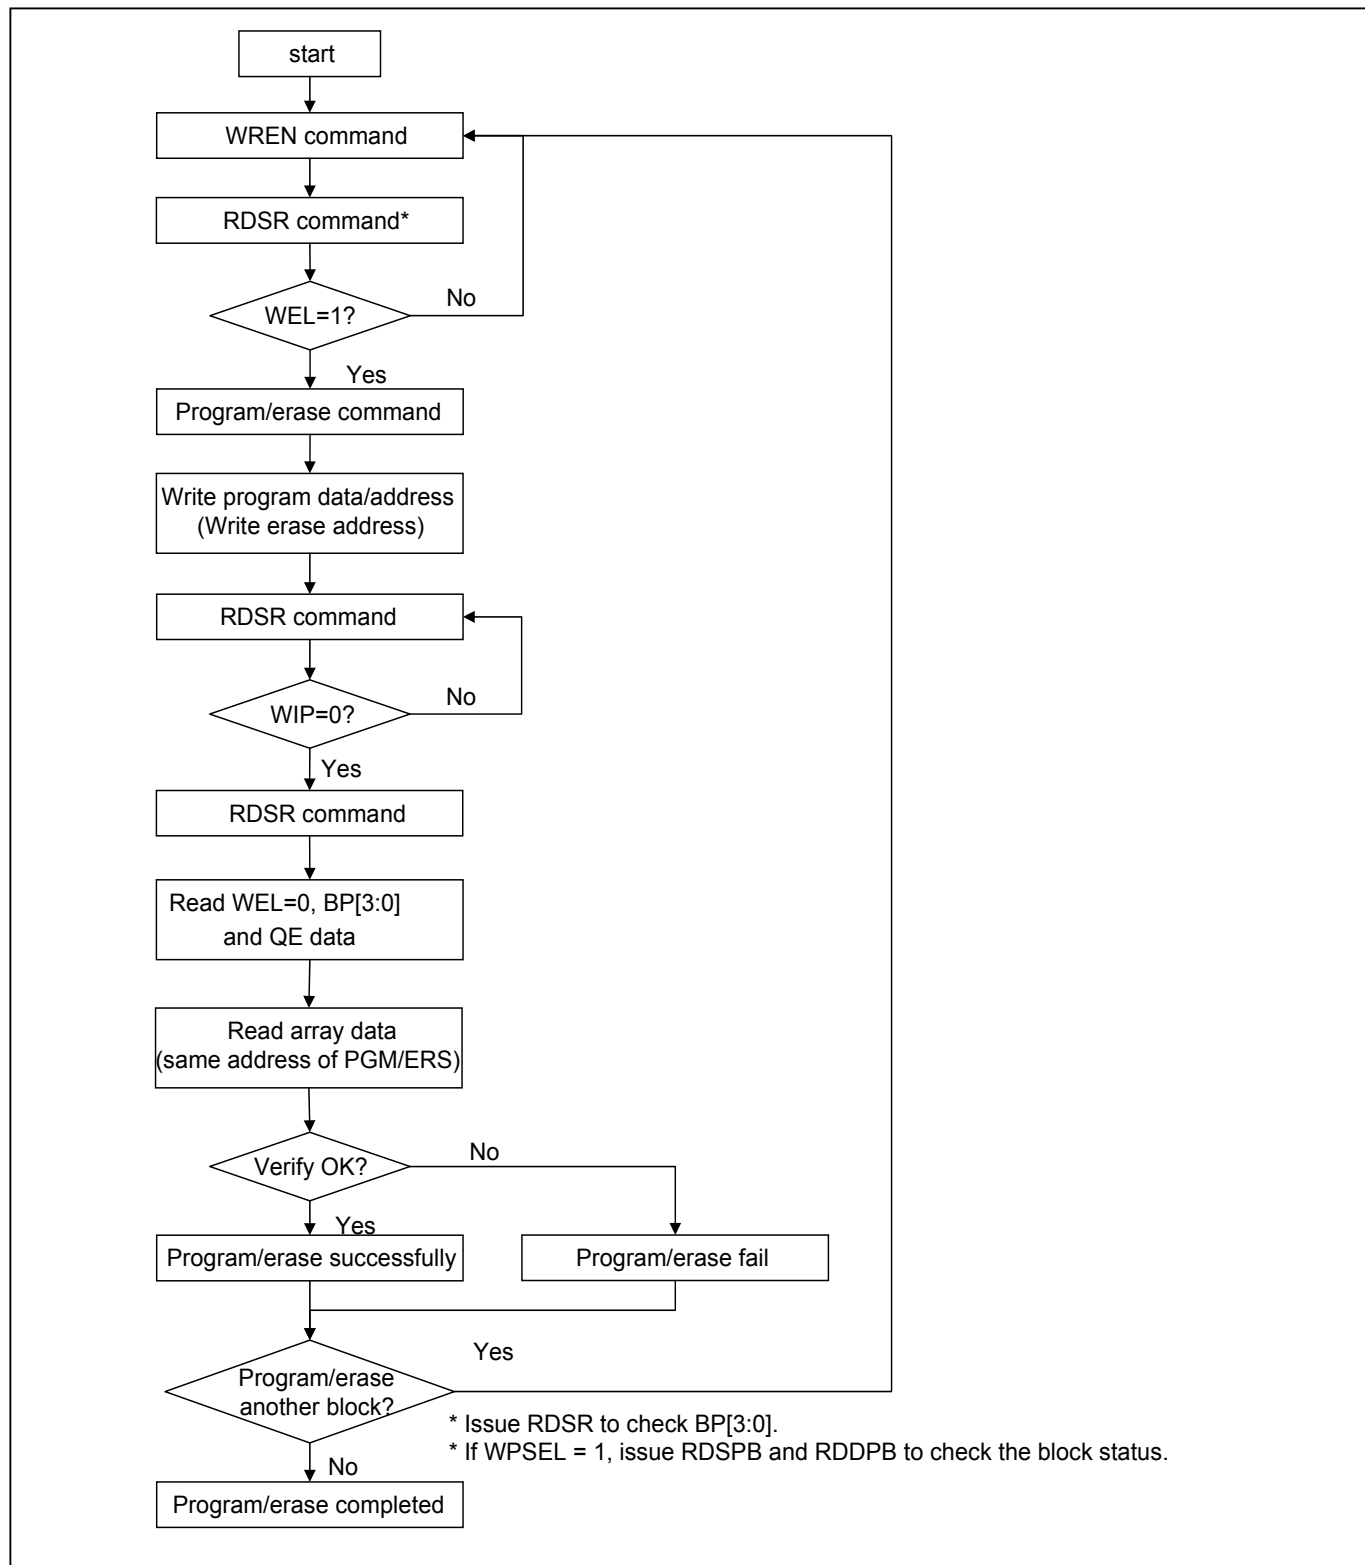 start
WREN command
RDSR command*
WEL=1?
No
Yes
Program/erase command
Write program data/address
(Write erase address)
RDSR command
WIP=0?
No
Yes
RDSR command
Read WEL=0, BP[3:0]
and QE data
Read array data
(same address of PGM/ERS)
Verify OK?
No
Yes
Program/erase successfully
Program/erase fail
Program/erase
another block?
Yes
* Issue RDSR to check BP[3:0].
* If WPSEL = 1, issue RDSPB and RDDPB to check the block status.
No
Program/erase completed